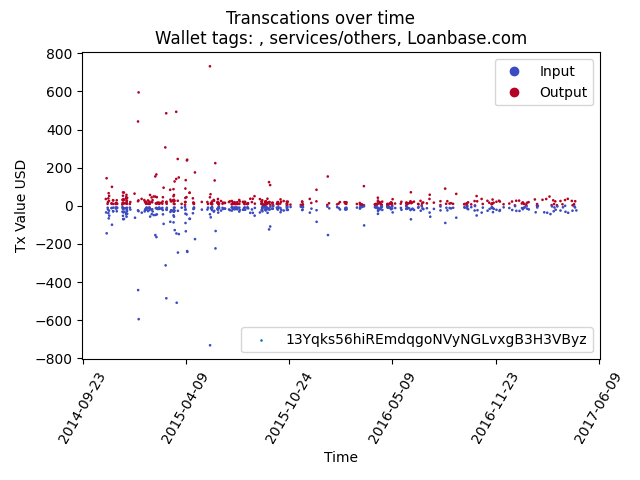 Transcations over time
Wallet tags: , services/others, Loanbase.com
800
600
400
200
0
−200
−400
−600
−800
Tx Value USD
Input
Output
13Yqks56hiREmdqgoNVyNGLvxgB3H3VByz
2014-09-23
2015-04-09
2015-10-24
2016-05-09
2016-11-23
2017-06-09
Time